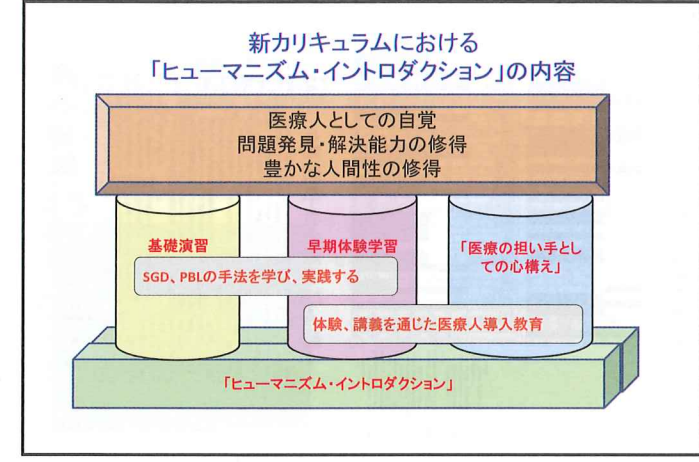 新カリキュラムにおける
「ヒューマニズム・イントロダクション」の内容
医療人としての自覚
問題発見・解決能力の修得
豊かな人間性の修得
基礎演習
早期体験学習
「医療の担い手とし
ての心構え」
SGD、PBLの手法を学び、実践する
体験、講義を通じた医療人導入教育
「ヒューマニズム・イントロダクション」